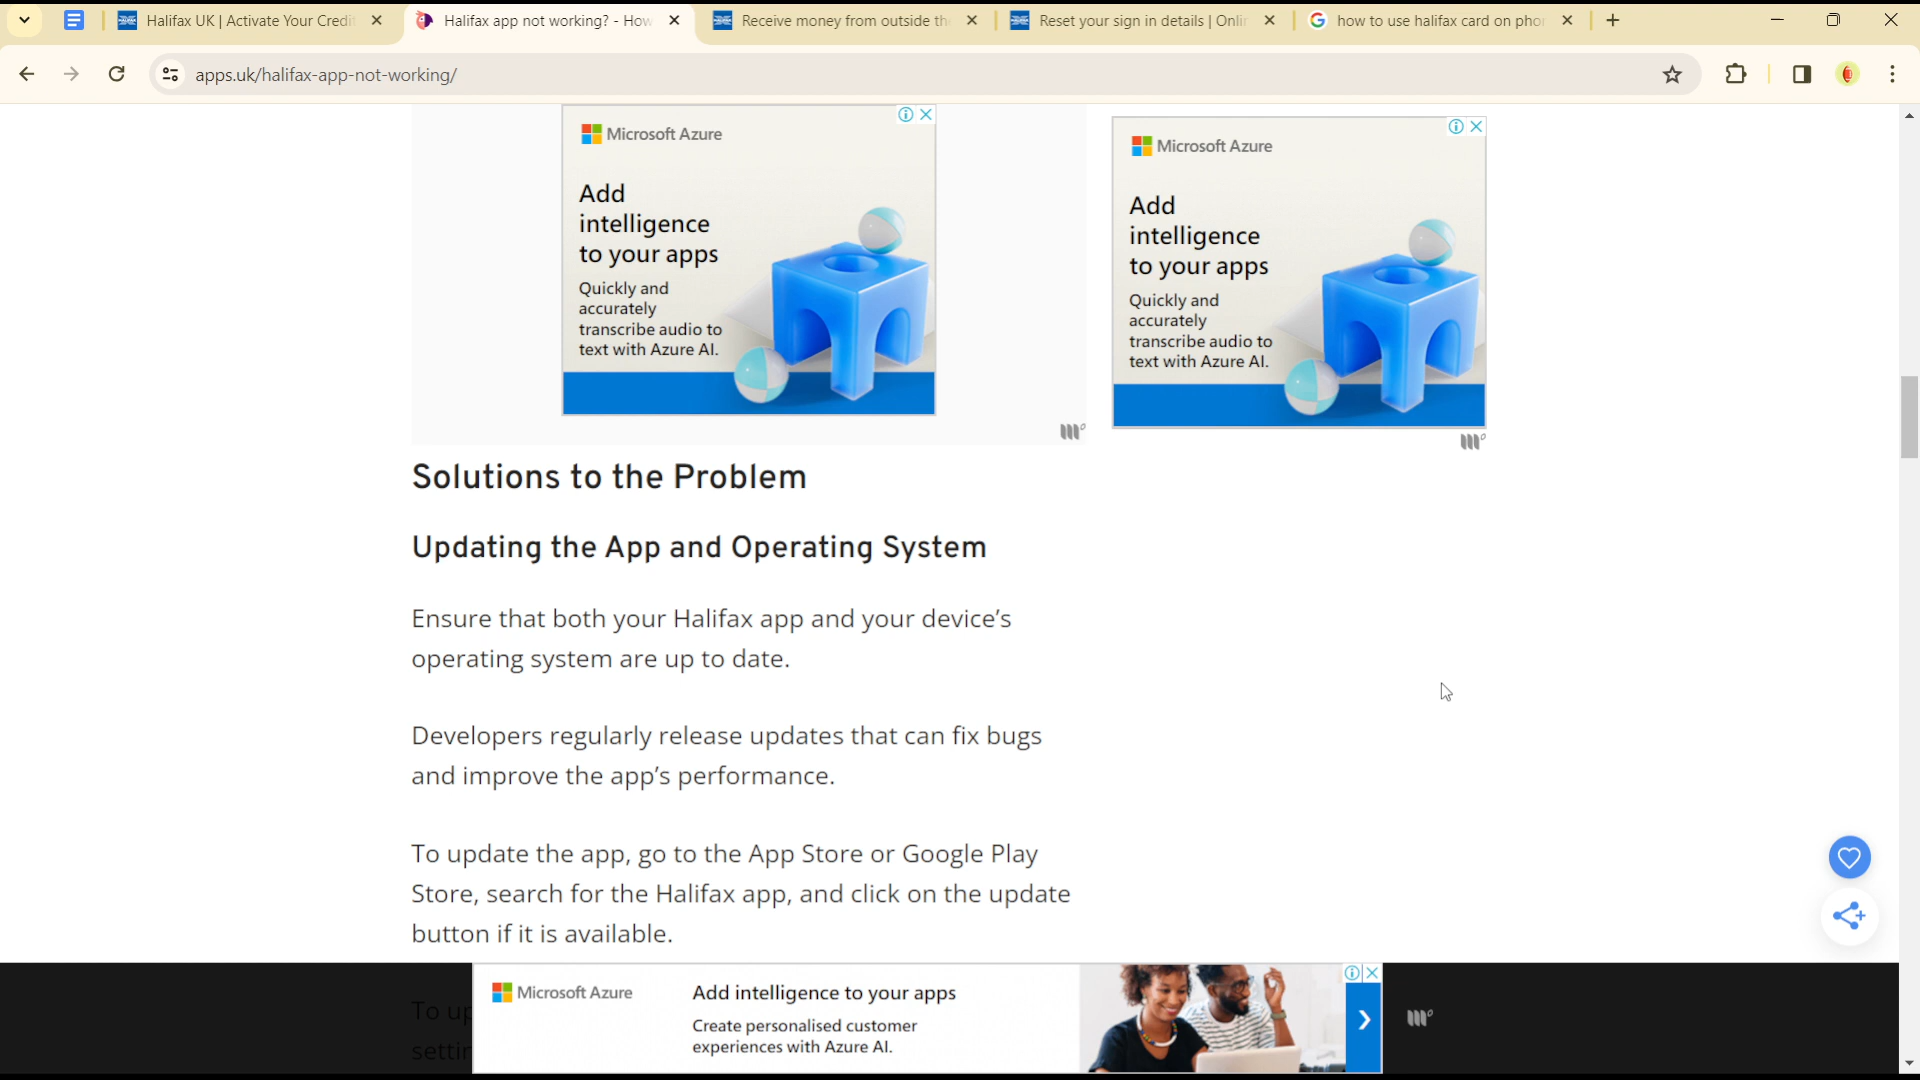 Halifax UK | Activate Your Credi
Halifax app not working? - How
Receive money from outside th
Reset your sign in details | Onli
how to use halifax card on pho
apps.uk/halifax-app-not-working/
Microsoft Azure
Add
intelligence
to your apps
Quickly and
accurately
transcribe audio to
text with Azure AI.
Microsoft Azure
Add
intelligence
to your apps
Quickly and
accurately
transcribe audio to
text with Azure AI.
Solutions to the Problem
Updating the App and Operating System
Ensure that both your Halifax app and your device’s
operating system are up to date.
Developers regularly release updates that can fix bugs
and improve the app’s performance.
To update the app, go to the App Store or Google Play
Store, search for the Halifax app, and click on the update
button if it is available.
To up
settin
Microsoft Azure
Add intelligence to your apps
Create personalised customer
experiences with Azure AI.